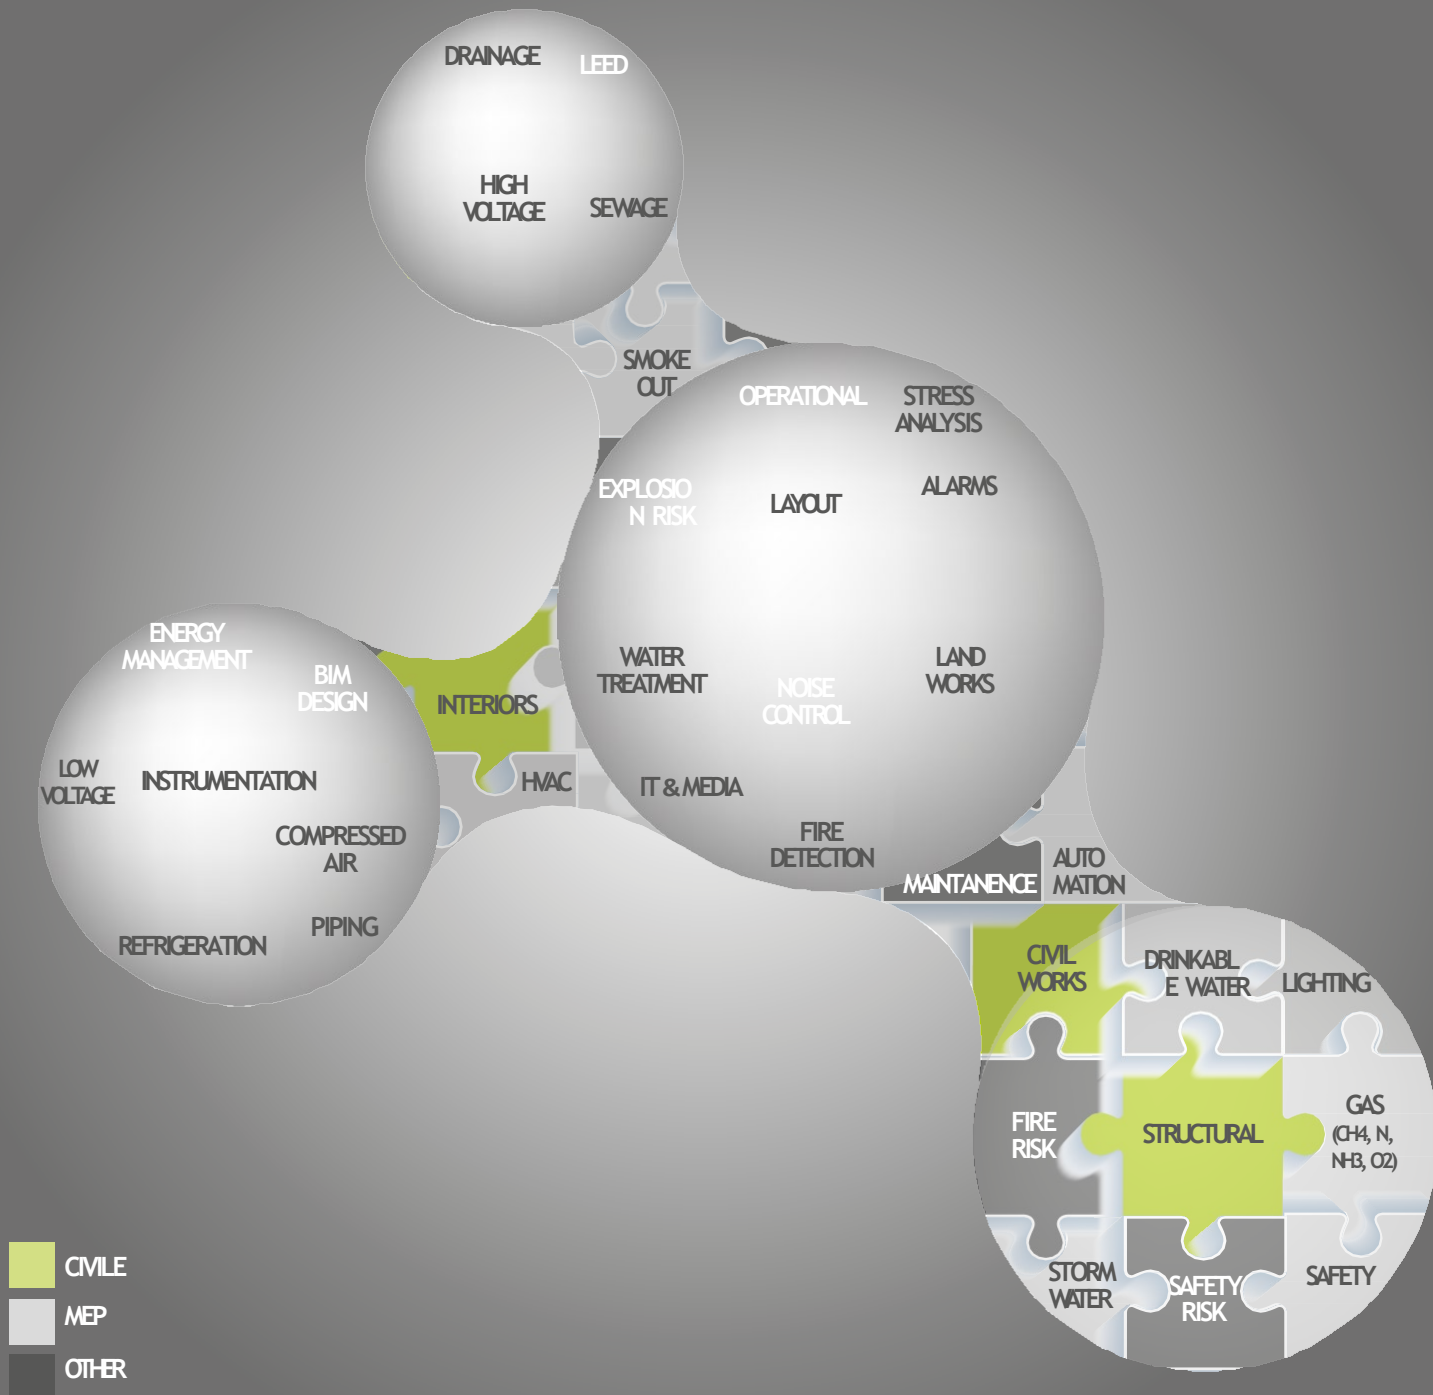 DRAINAGE
LEED
HIGH
VOLTAGE
SEWAGE
SMOKE
OUT
OPERATIONAL
STRESS
ANALYSIS
EXPLOSIO
N RISK
LAYOUT
ALARMS
ENERGY
MANAGEMENT
BIM
DESIGN
INTERIORS
WATER
TREATMENT
NOISE
CONTROL
LAND
WORKS
LOW
VOLTAGE
INSTRUMENTATION
HVAC
IT & MEDIA
COMPRESSED
AIR
FIRE
DETECTION
MAINTANENCE
AUTO
MATION
PIPING
REFRIGERATION
CIVIL
WORKS
DRINKABL
E WATER
LIGHTING
FIRE
RISK
STRUCTURAL
GAS
(CH4, N,
NH3, O2)
STORM
WATER
SAFETY
RISK
SAFETY
CIVILE
MEP
OTHER